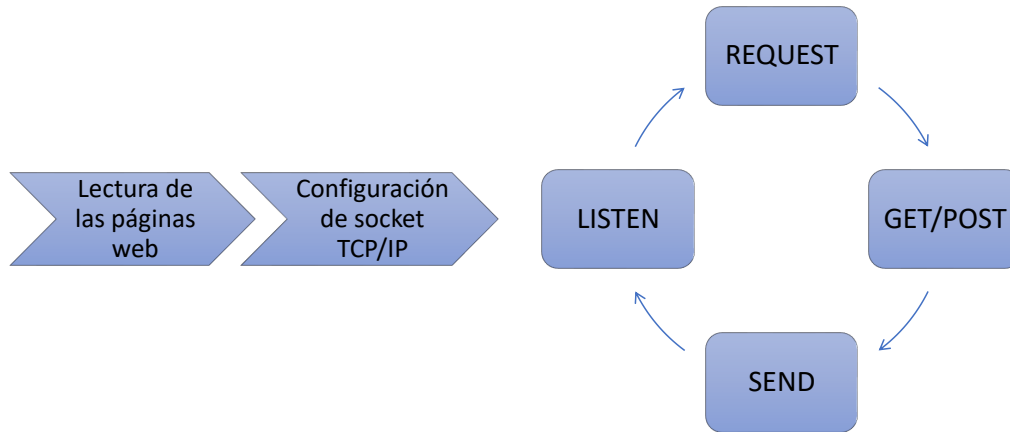 Lectura de
las páginas
web
Configuración
de socket
TCP/IP
LISTEN
REQUEST
GET/POST
SEND